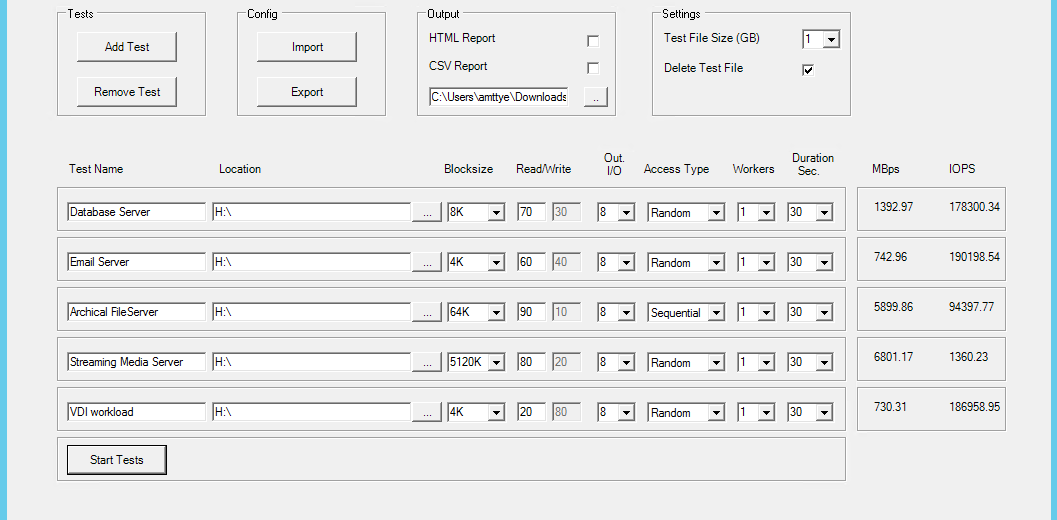 Tests Config Output Settings
Add Test Import HTML Report Test File Size (GB) 1
CSV Report Delete Test File
Remove Test Export C:\Users\amttye\Downloads ..
Test Name Location Blocksize Read/Write Out. I/O Access Type Workers Duration Sec. MBps IOPS
Database Server H:\ ... 8K 70 30 8 Random 1 30 1392.97 178300.34
Email Server H:\ ... 4K 60 40 8 Random 1 30 742.96 190198.54
Archical FileServer H:\ ... 64K 90 10 8 Sequential 1 30 5899.86 94397.77
Streaming Media Server H:\ ... 5120K 80 20 8 Random 1 30 6801.17 1360.23
VDI workload H:\ ... 4K 20 80 8 Random 1 30 730.31 186958.95
Start Tests